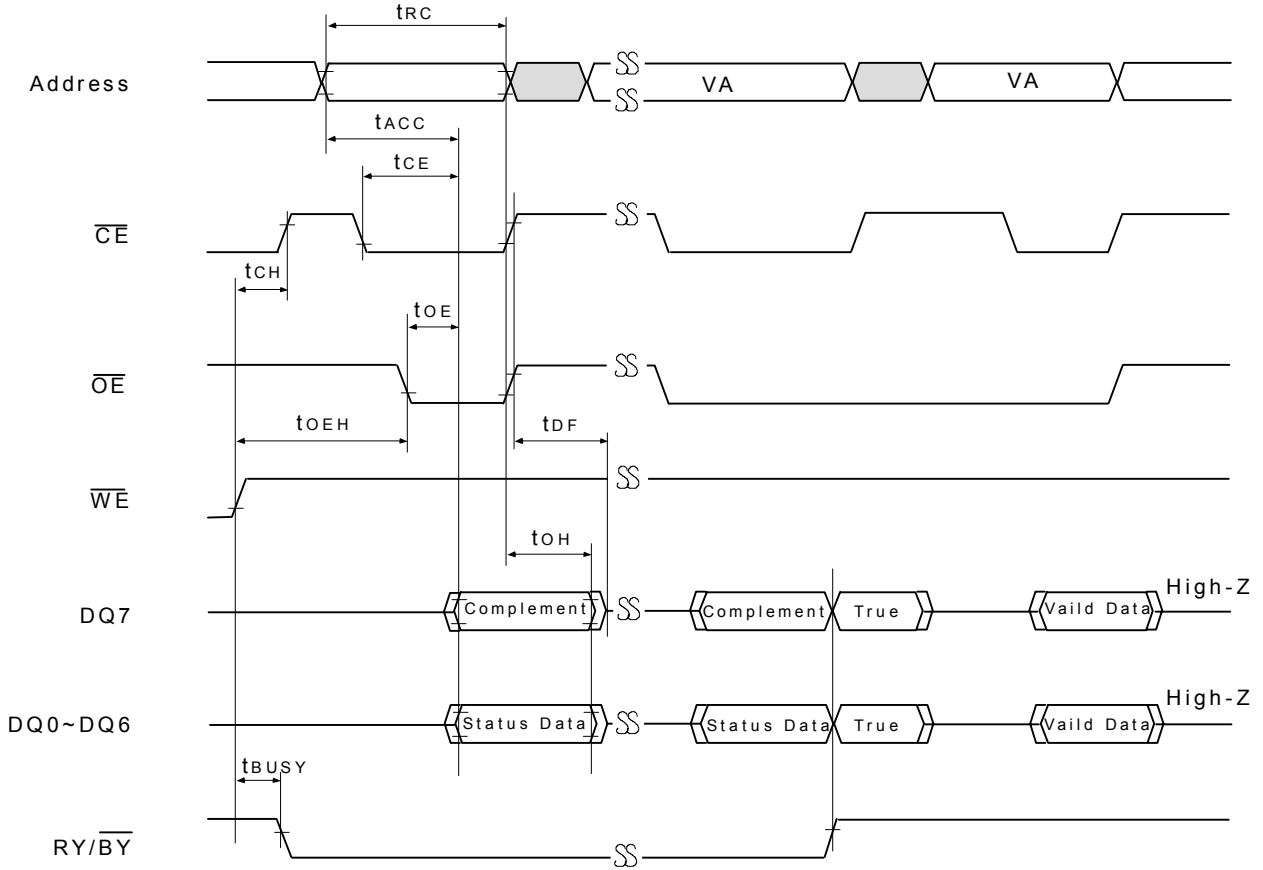 tRC
Address VA VA
tACC
tCE
CE
tCH
tOE
OE
tOEH tDF
WE
tOH
DQ7 Complement Complement True Vaild Data High-Z
DQ0~DQ6 Status Data Status Data True Vaild Data High-Z
tBUSY
RY/BY